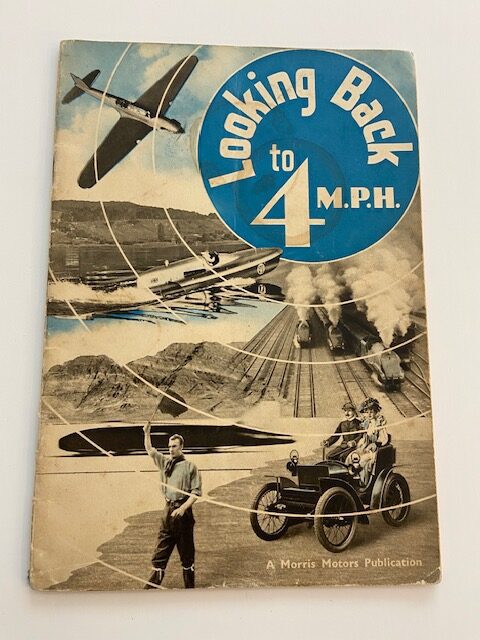 Looking Back
to
4 M.P.H.
A Morris Motors Publication